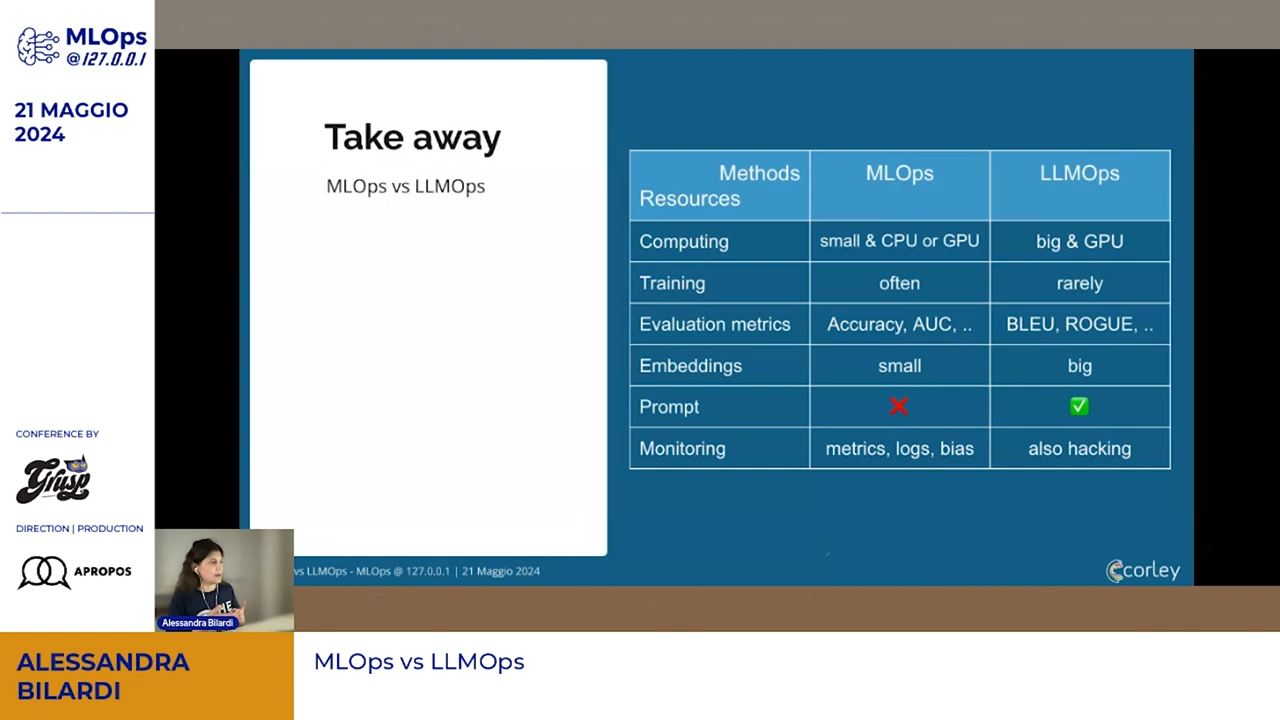 MLOps
@127.0.0.1
21 MAGGIO
2024
CONFERENCE BY
Grusp
DIRECTION | PRODUCTION
APROPOS
Take away
MLOps vs LLMOps
Methods MLOps LLMOps
Resources
Computing small & CPU or GPU big & GPU
Training often rarely
Evaluation metrics Accuracy, AUC, .. BLEU, ROGUE, ..
Embeddings small big
Prompt ❌ ✅
Monitoring metrics, logs, bias also hacking
vs LLMOps - MLOps @ 127.0.0.1 | 21 Maggio 2024
corley
Alessandra Bilardi
ALESSANDRA
BILARDI
MLOps vs LLMOps